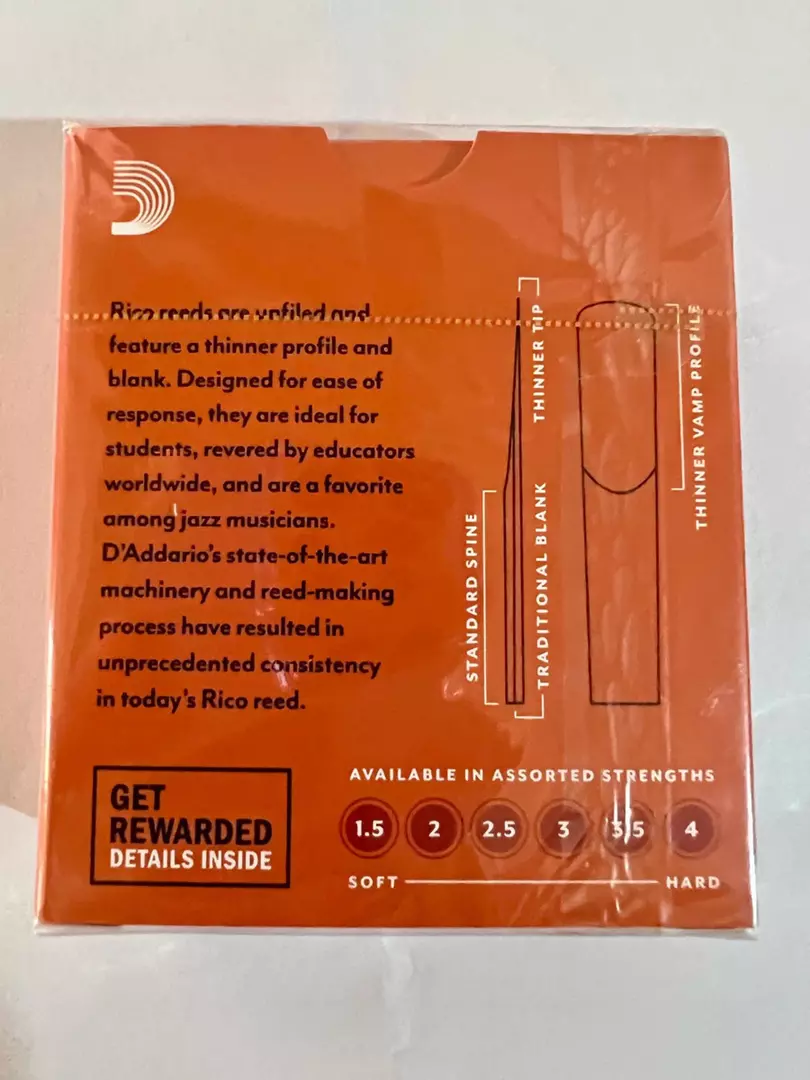 Rico reeds are unfiled and
feature a thinner profile and
blank. Designed for ease of
response, they are ideal for
students, revered by educators
worldwide, and are a favorite
among jazz musicians.
D'Addario's state-of-the-art
machinery and reed-making
process have resulted in
unprecedented consistency
in today's Rico reed.
THINNER TIP
THINNER VAMP PROFILE
STANDARD SPINE
TRADITIONAL BLANK
GET
REWARDED
DETAILS INSIDE
AVAILABLE IN ASSORTED STRENGTHS
1.5 2 2.5 3 3.5 4
SOFT HARD